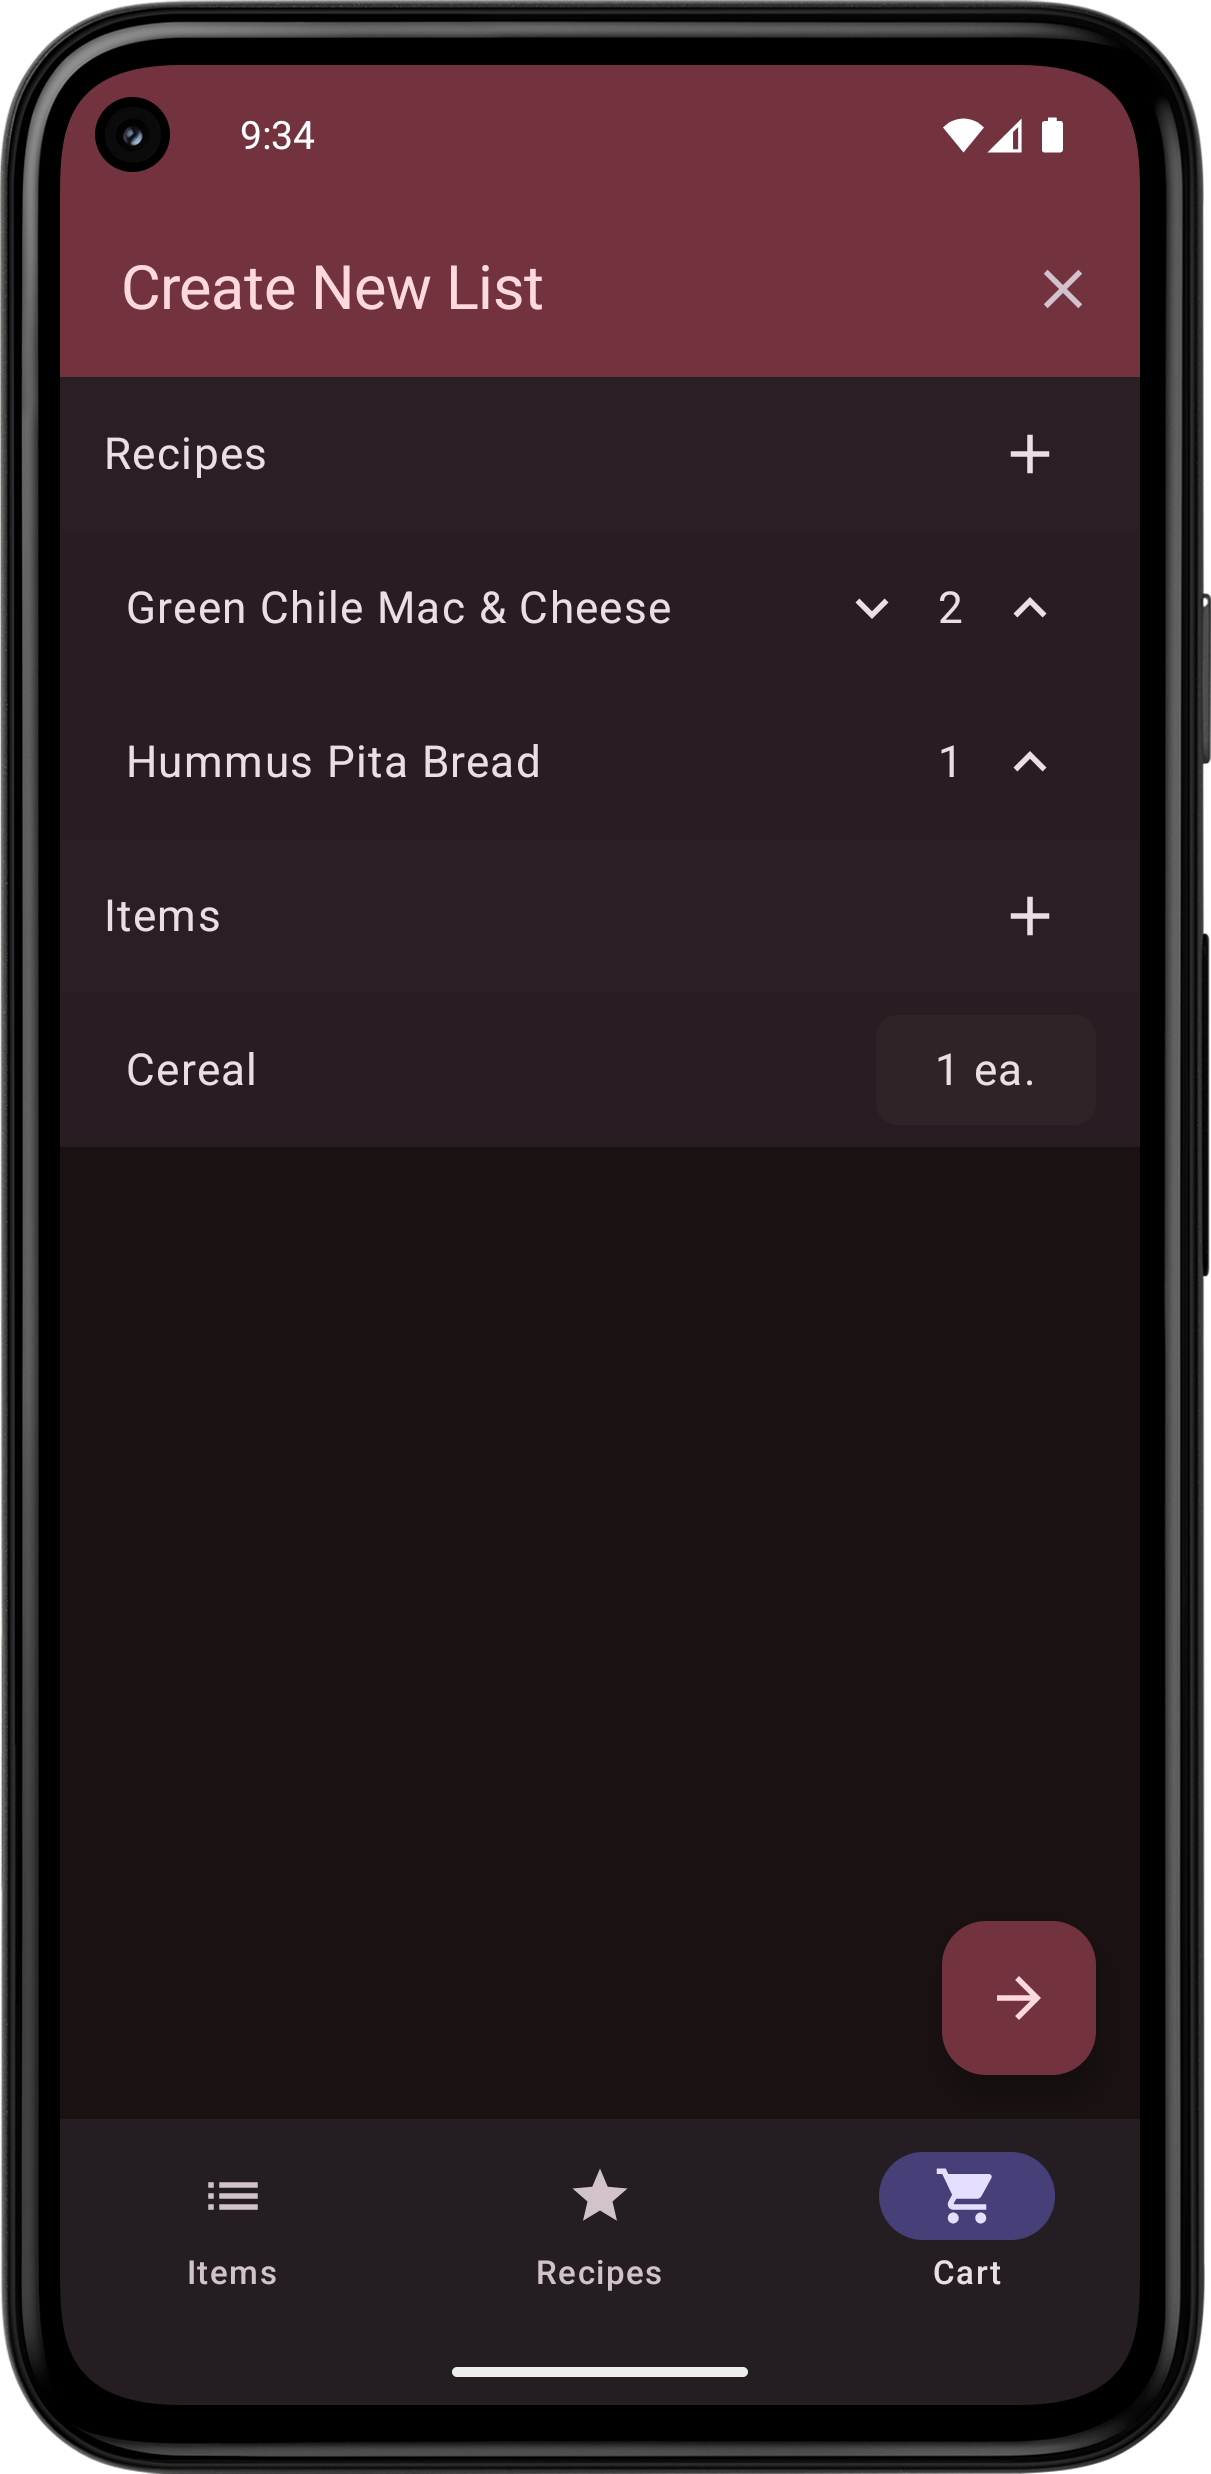 9:34
Create New List
Recipes
Green Chile Mac & Cheese 2
Hummus Pita Bread 1
Items
Cereal 1 ea.
Items Recipes Cart